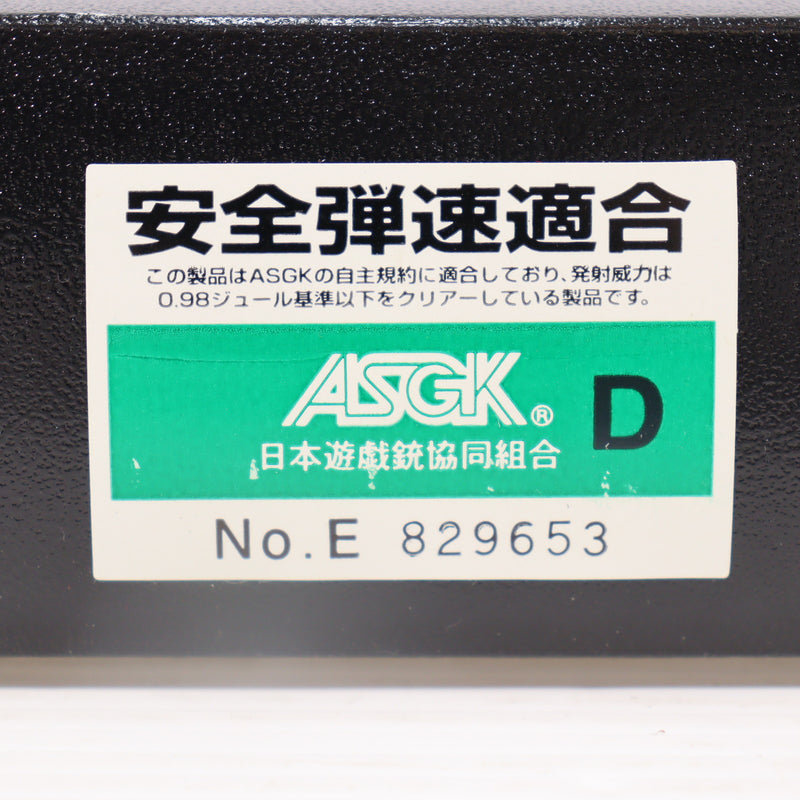 安全弾速適合
この製品はASGKの自主規約に適合しており、発射威力は
0.98ジュール基準以下をクリアーしている製品です。
ASGK® D
日本遊戯銃協同組合
No.E 829653